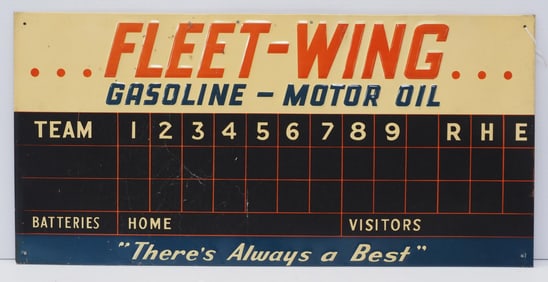 ...FLEET-WING...
GASOLINE – MOTOR OIL
TEAM 1 2 3 4 5 6 7 8 9 R H E
BATTERIES HOME VISITORS
"There's Always a Best"